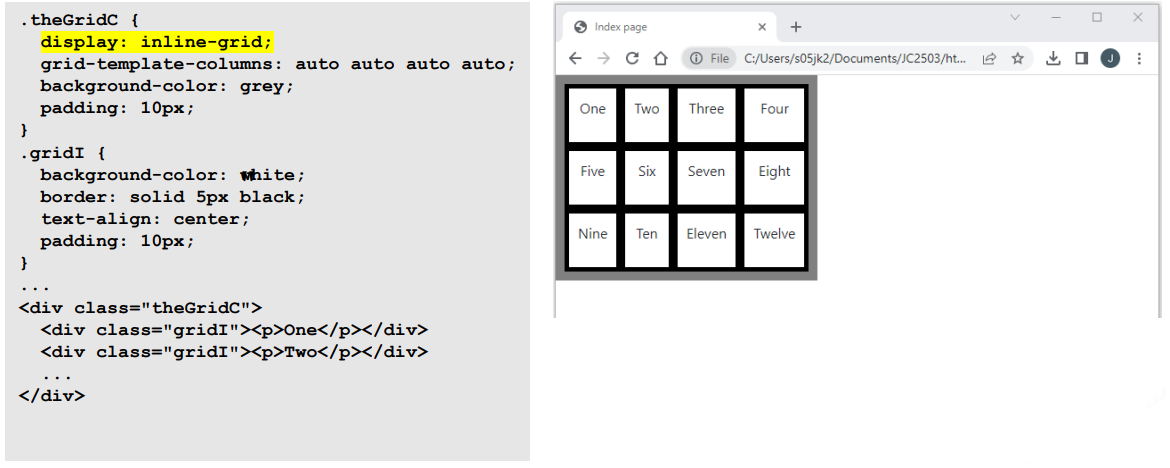 .theGridC {
display: inline-grid;
grid-template-columns: auto auto auto auto;
background-color: grey;
padding: 10px;
}
.gridI {
background-color: white;
border: solid 5px black;
text-align: center;
padding: 10px;
}
...
<div class="theGridC">
<div class="gridI"><p>One</p></div>
<div class="gridI"><p>Two</p></div>
...
</div>
Index page
File C:/Users/s05jk2/Documents/JC2503/ht... J
One Two Three Four
Five Six Seven Eight
Nine Ten Eleven Twelve